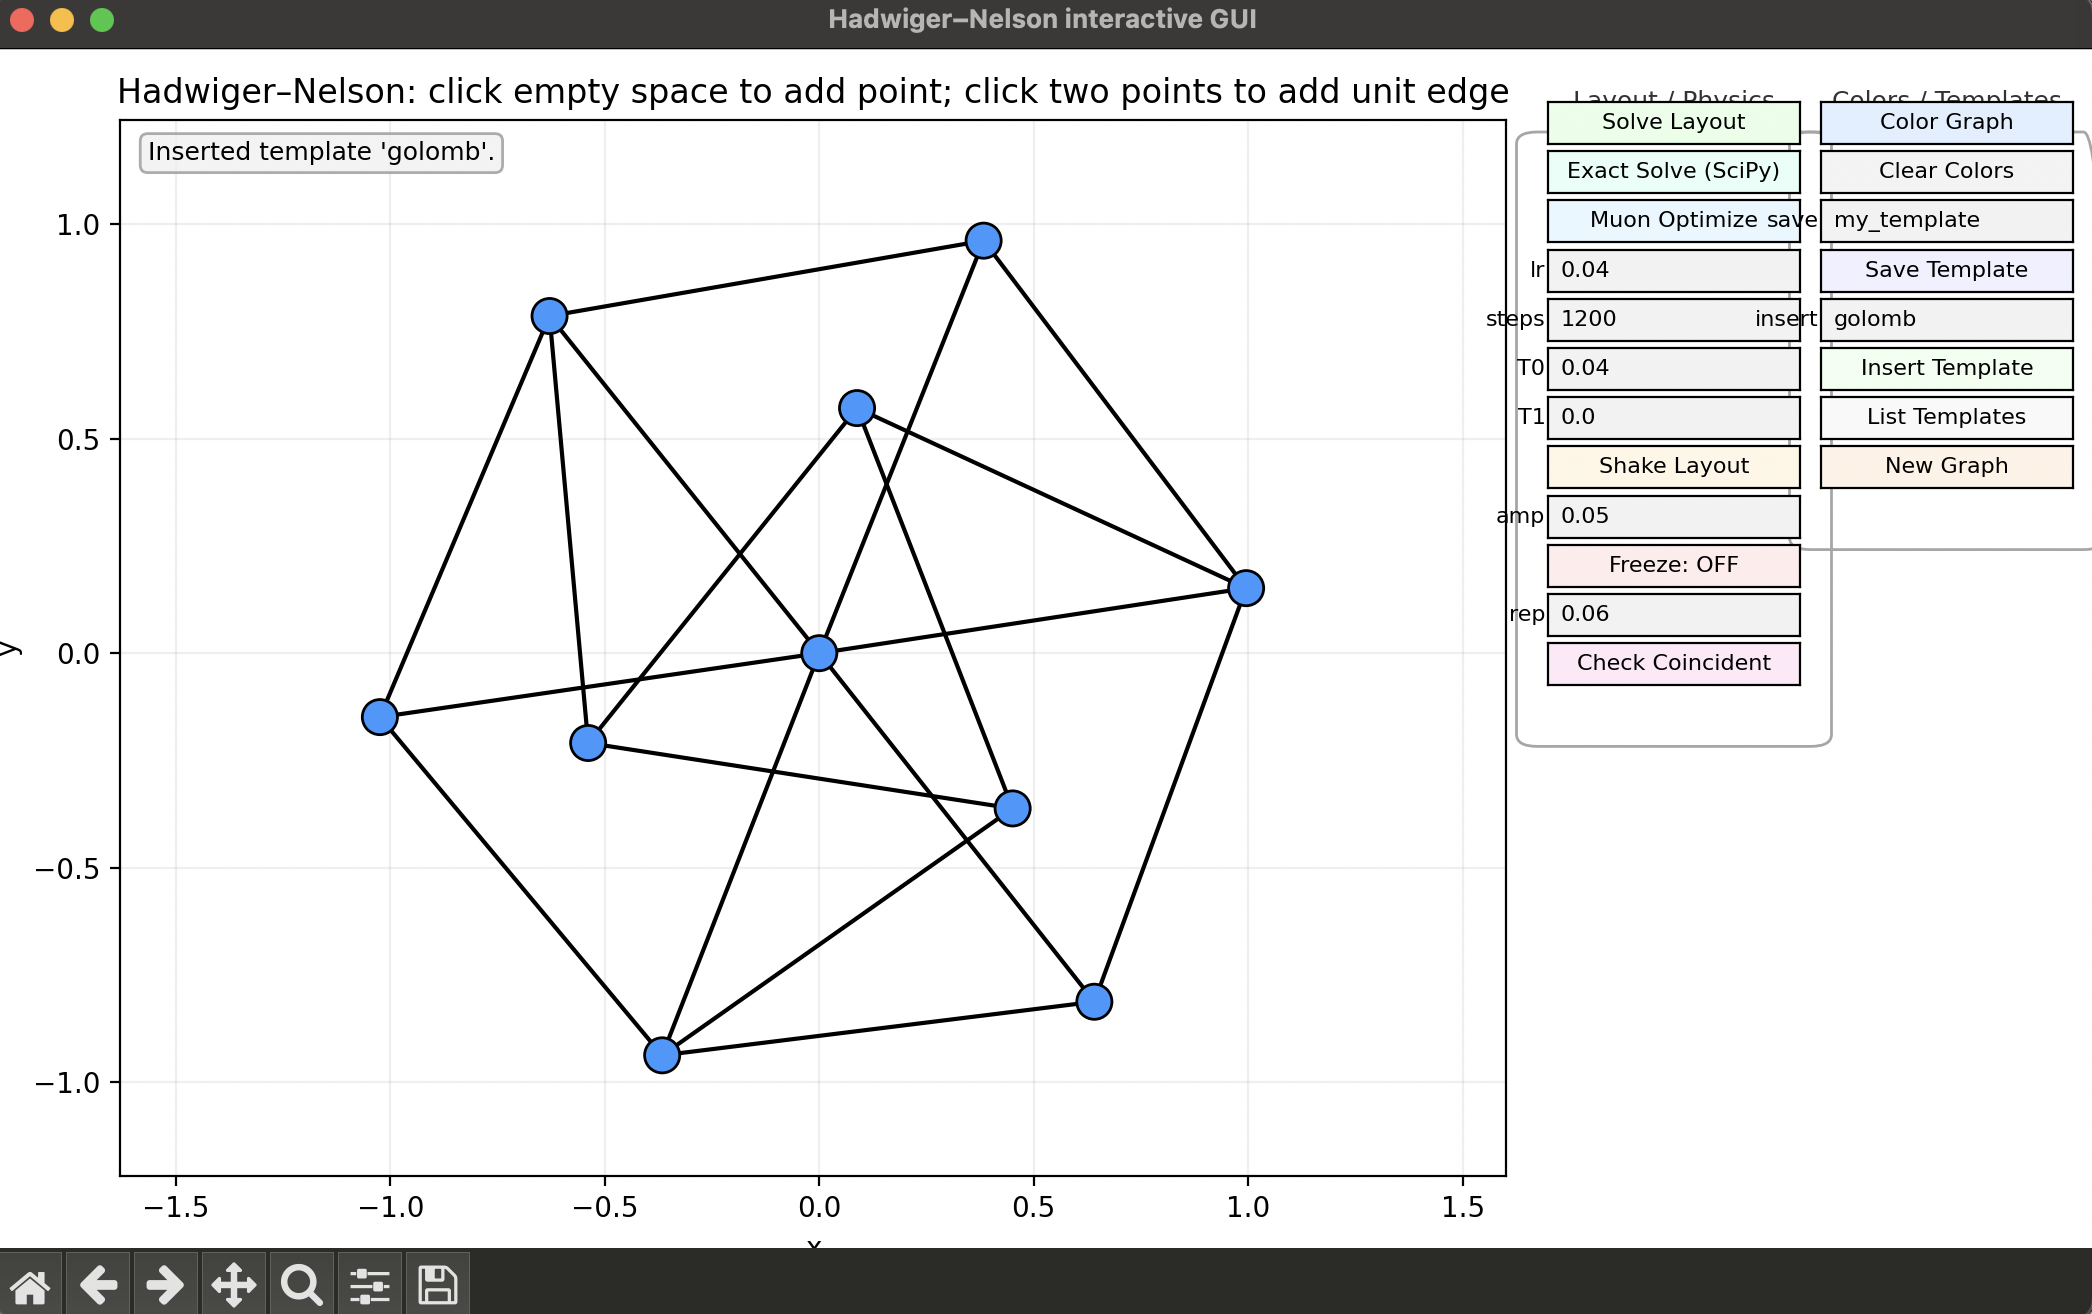 Hadwiger–Nelson interactive GUI
Hadwiger–Nelson: click empty space to add point; click two points to add unit edge
Inserted template 'golomb'.
1.0
0.5
0.0
−0.5
−1.0
y
−1.5
−1.0
−0.5
0.0
0.5
1.0
1.5
x
Layout / Physics
Solve Layout
Exact Solve (SciPy)
Muon Optimize
lr 0.04
steps 1200
T0 0.04
T1 0.0
Shake Layout
amp 0.05
Freeze: OFF
rep 0.06
Check Coincident
Colors / Templates
Color Graph
Clear Colors
save my_template
Save Template
insert golomb
Insert Template
List Templates
New Graph